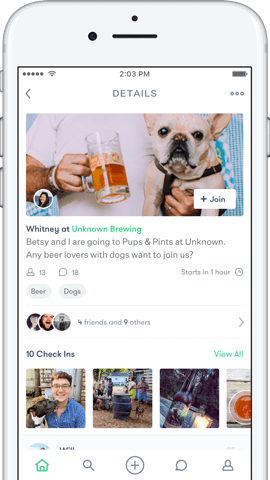 2:03 PM
DETAILS
+ Join
Whitney at Unknown Brewing
Betsy and I are going to Pups & Pints at Unknown.
Any beer lovers with dogs want to join us?
13 18 Starts in 1 hour
Beer Dogs
4 friends and 9 others
10 Check Ins View All
Will